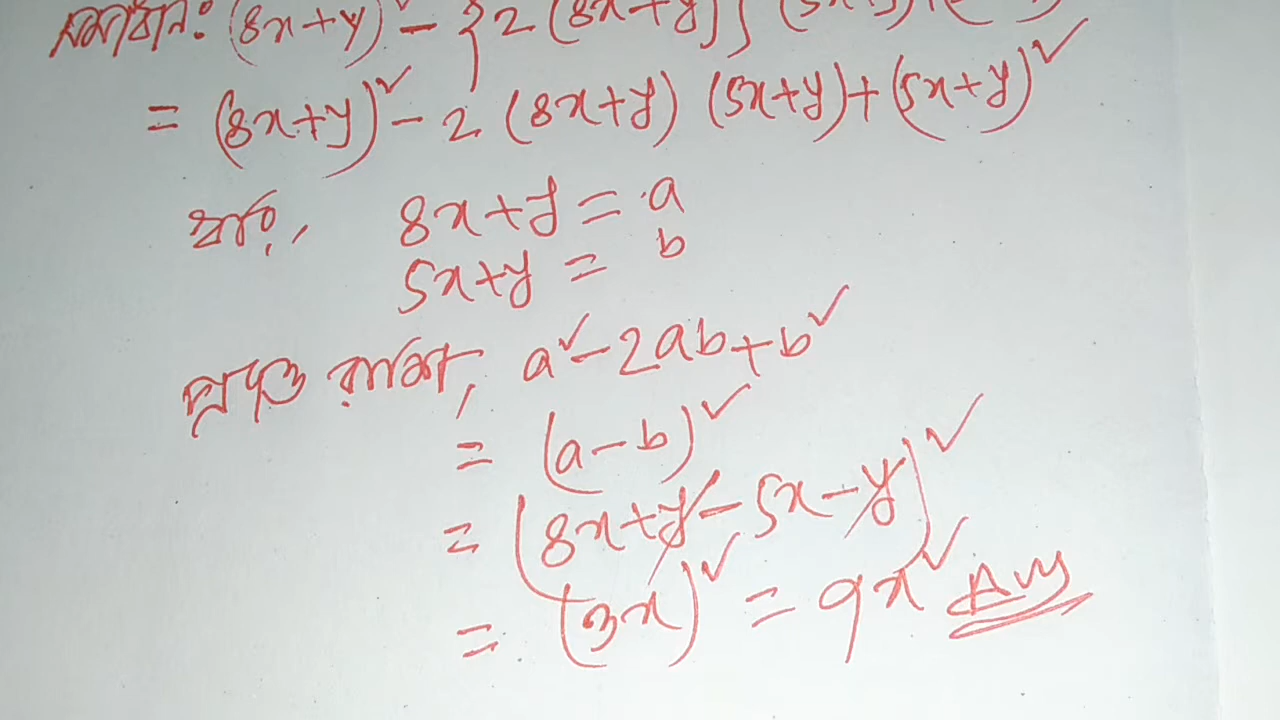 সমাধান: (8x+y)² - {2(8x+y)} (5x+y)+(
= (8x+y)² - 2 (8x+y) (5x+y)+(5x+y)²
ধরি, 8x+y = a
5x+y = b
প্রদত্ত রাশি, a² - 2ab + b²
= (a-b)²
= (8x+y-5x-y)²
= (3x)² = 9x² Ans